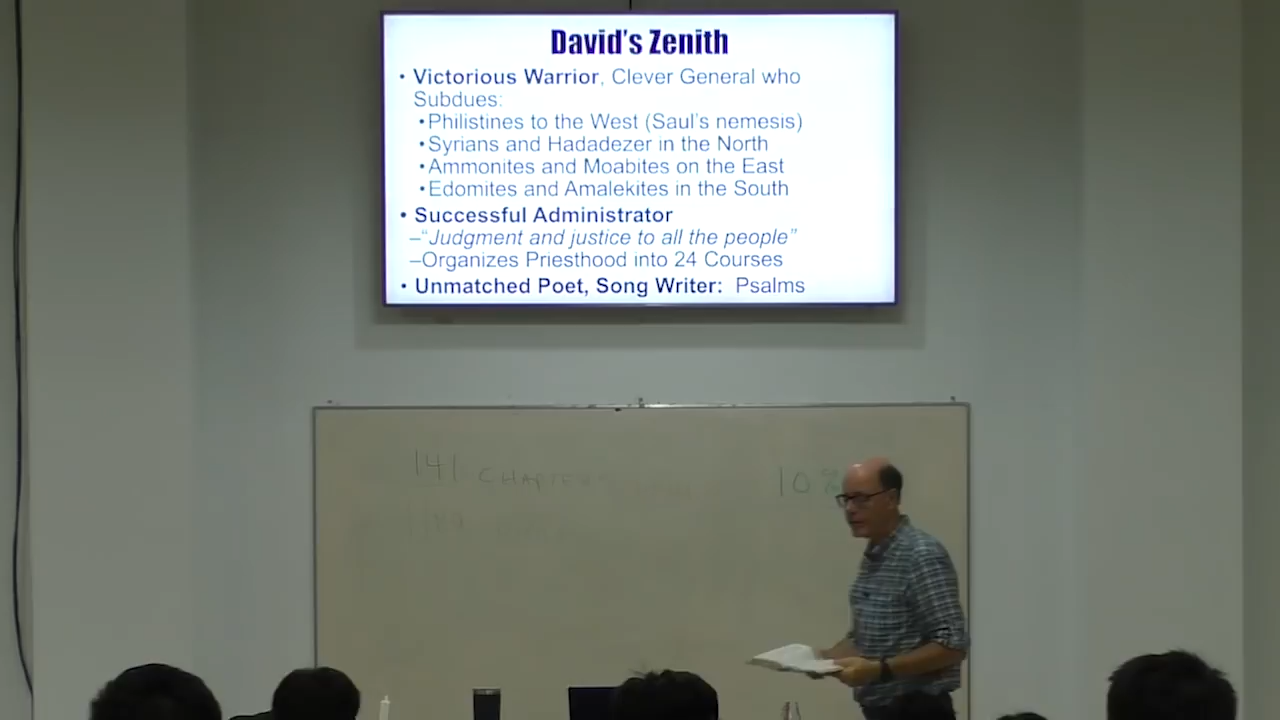 David's Zenith
• Victorious Warrior, Clever General who
Subdues:
•Philistines to the West (Saul's nemesis)
•Syrians and Hadadezer in the North
•Ammonites and Moabites on the East
•Edomites and Amalekites in the South
• Successful Administrator
–"Judgment and justice to all the people"
–Organizes Priesthood into 24 Courses
• Unmatched Poet, Song Writer: Psalms
141 CHAPTERS
10%